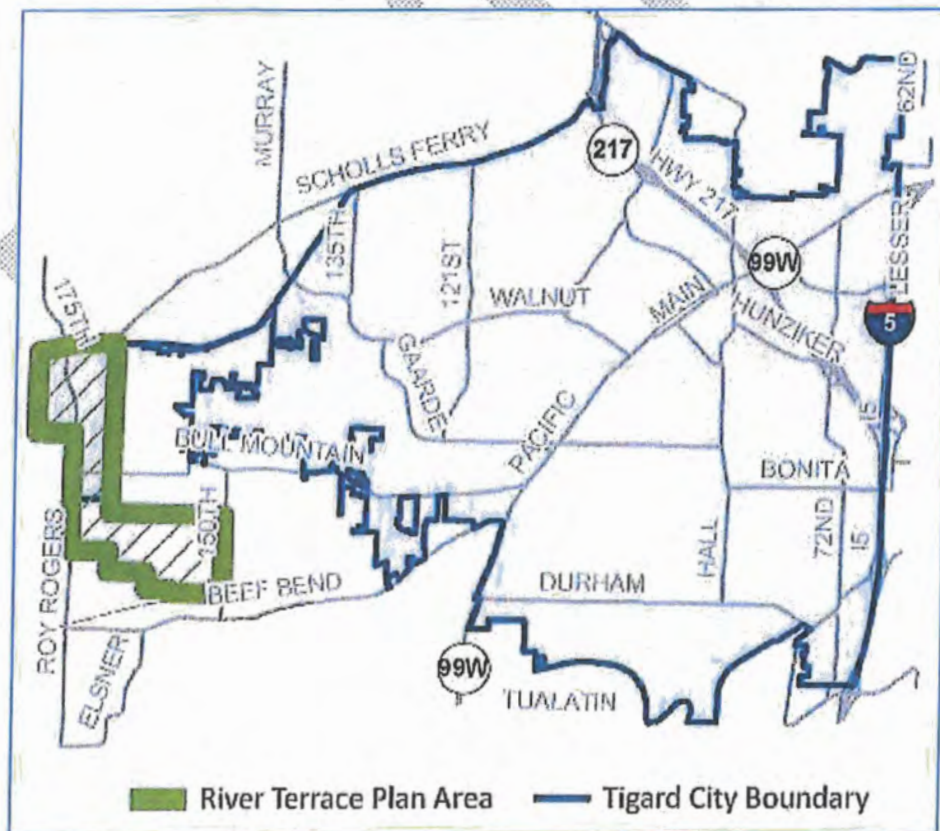 62ND
MURRAY
SCHOLLS FERRY
217
HWY 217
LESSER
175TH
135TH
121ST
WALNUT
MAIN
99W
HUNZIKER
5
GAARDE
PACIFIC
I5
BULL MOUNTAIN
BONITA
ROY ROGERS
150TH
BEEF BEND
HALL
72ND
I5
DURHAM
ELSNER
99W
TUALATIN
River Terrace Plan Area
Tigard City Boundary